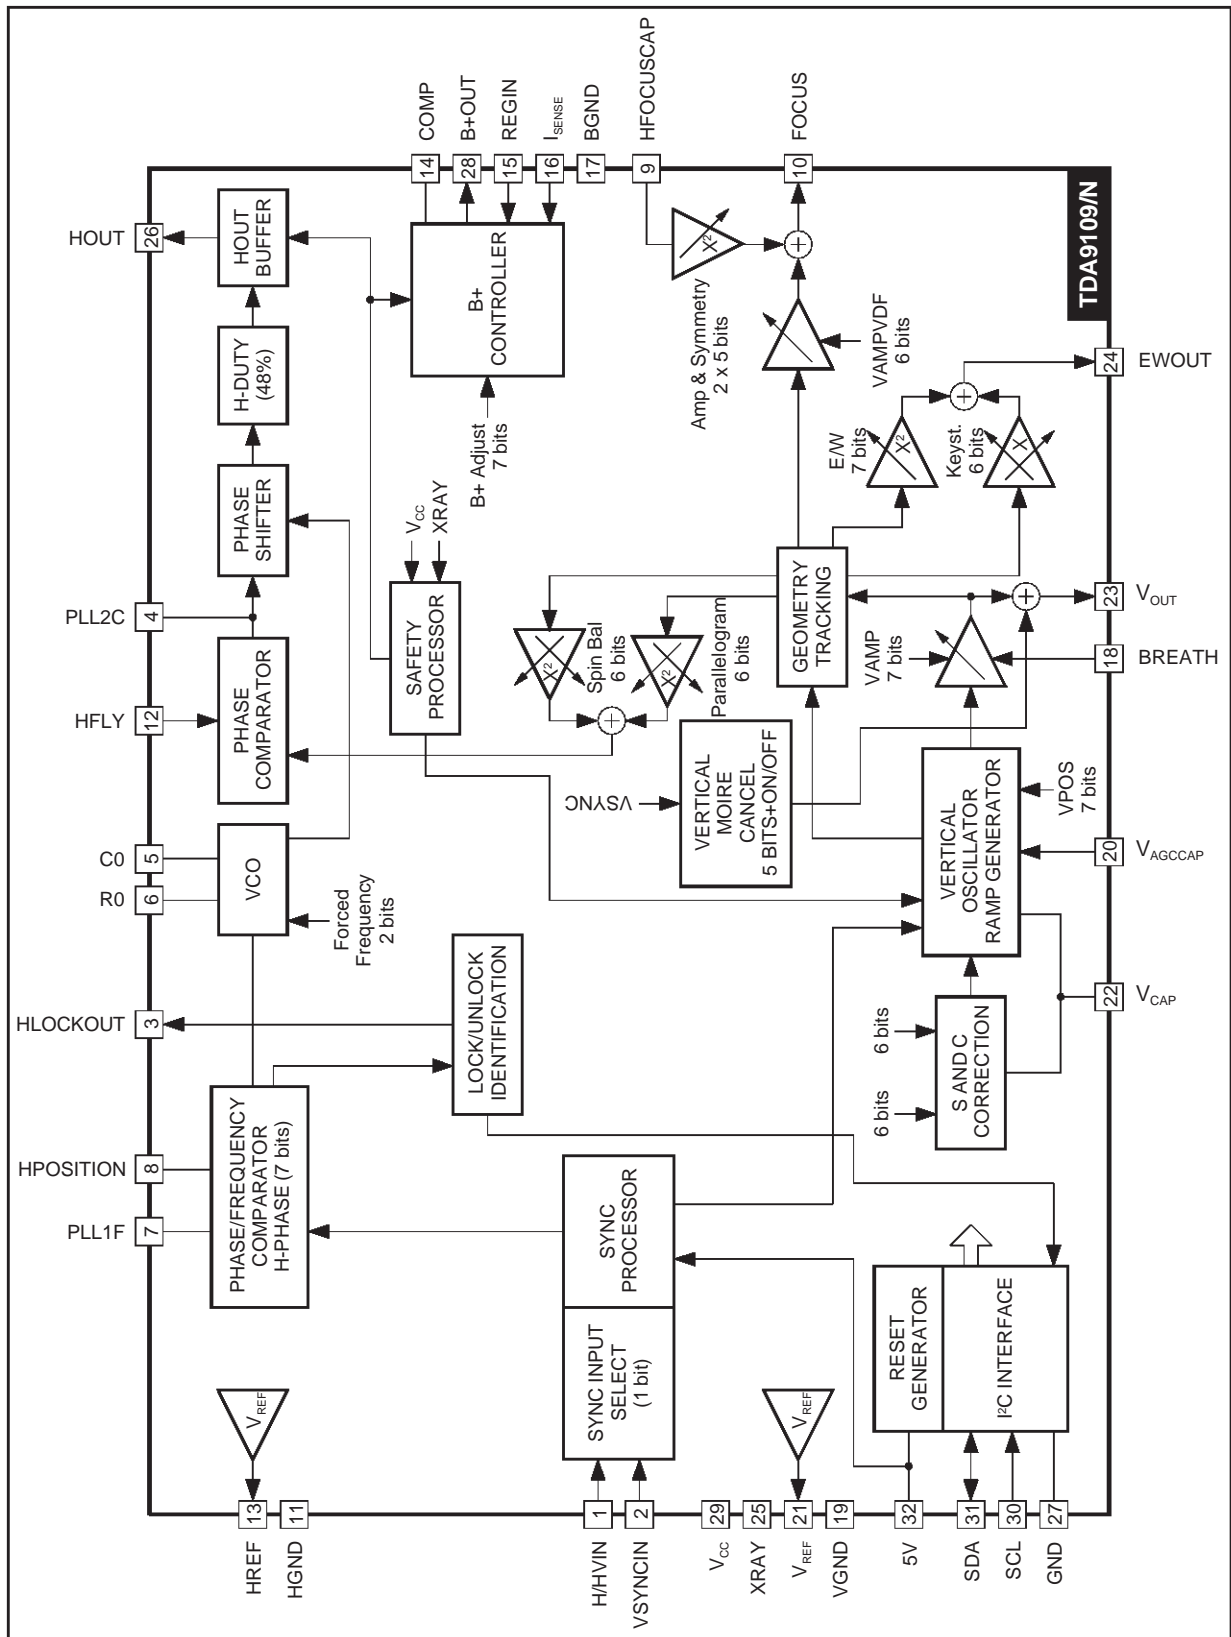 HOUT
26
PLL2C
4
HFLY
12
C0
5
R0
6
HLOCKOUT
3
HPOSITION
8
PLL1F
7
HOUT
BUFFER
H-DUTY
(48%)
PHASE
SHIFTER
PHASE
COMPARATOR
VCO
Forced
Frequency
2 bits
PHASE/FREQUENCY
COMPARATOR
H-PHASE (7 bits)
LOCK/UNLOCK
IDENTIFICATION
VREF
13
HREF
11
HGND
14
COMP
28
B+OUT
15
REGIN
16
ISENSE
17
BGND
9
HFOCUSCAP
10
FOCUS
B+
CONTROLLER
B+ Adjust
7 bits
VCC
XRAY
SAFETY
PROCESSOR
X2
Amp & Symmetry
2 x 5 bits
+
VAMPVDF
6 bits
X2
Spin Bal
6 bits
X2
Parallelogram
6 bits
+
GEOMETRY
TRACKING
E/W
7 bits
X2
Keyst.
6 bits
X
+
24
EWOUT
VSYNC
VERTICAL
MOIRE
CANCEL
5 BITS+ON/OFF
VAMP
7 bits
+
23
VOUT
18
BREATH
VERTICAL
OSCILLATOR
RAMP GENERATOR
VPOS
7 bits
20
VAGCCAP
22
VCAP
6 bits
6 bits
S AND C
CORRECTION
SYNC
PROCESSOR
SYNC INPUT
SELECT
(1 bit)
1
H/HVIN
2
VSYNCIN
29
VCC
25
XRAY
VREF
21
VREF
19
VGND
RESET
GENERATOR
I2C INTERFACE
32
5V
31
SDA
30
SCL
27
GND
TDA9109/N